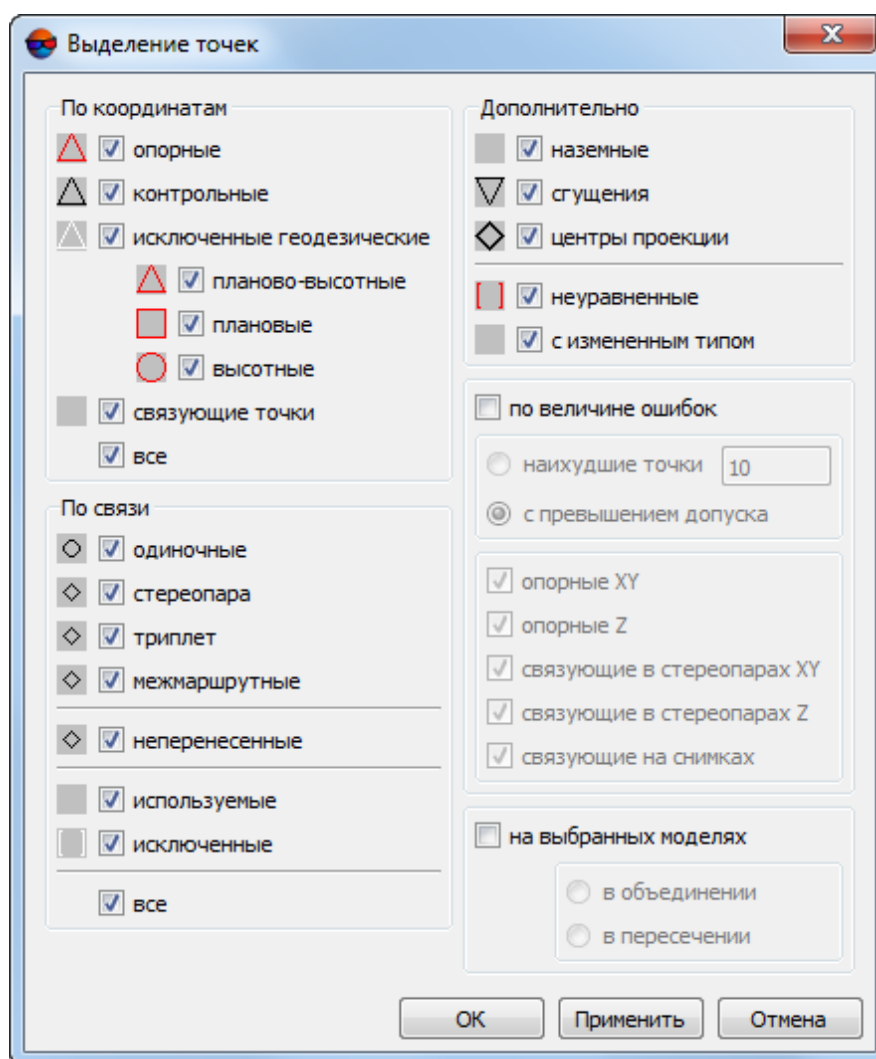 Выделение точек
По координатам
опорные
контрольные
исключенные геодезические
планово-высотные
плановые
высотные
связующие точки
все
По связи
одиночные
стереопара
триплет
межмаршрутные
неперенесенные
используемые
исключенные
все
Дополнительно
наземные
сгущения
центры проекции
неуравненные
с измененным типом
по величине ошибок
наихудшие точки 10
с превышением допуска
опорные XY
опорные Z
связующие в стереопарах XY
связующие в стереопарах Z
связующие на снимках
на выбранных моделях
в объединении
в пересечении
OK Применить Отмена